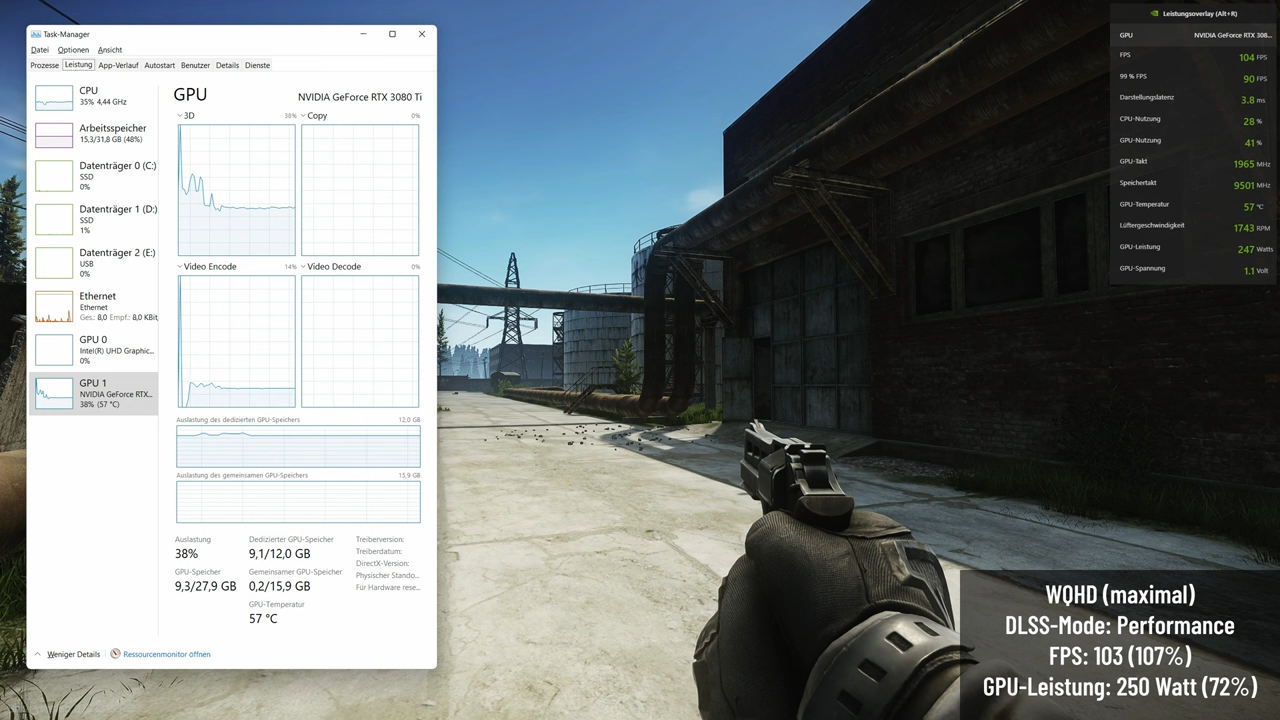 Task-Manager
Datei Optionen Ansicht
Prozesse Leistung App-Verlauf Autostart Benutzer Details Dienste
CPU
35% 4,44 GHz
Arbeitsspeicher
15,3/31,8 GB (48%)
Datenträger 0 (C:)
SSD
0%
Datenträger 1 (D:)
SSD
1%
Datenträger 2 (E:)
USB
0%
Ethernet
Ethernet
Ges.: 8,0 Empf.: 8,0 KBit
GPU 0
Intel(R) UHD Graphic...
0%
GPU 1
NVIDIA GeForce RTX...
38% (57 °C)
GPU NVIDIA GeForce RTX 3080 Ti
3D 38% Copy 0%
Video Encode 14% Video Decode 0%
Auslastung des dedizierten GPU-Speichers 12,0 GB
Auslastung des gemeinsamen GPU-Speichers 15,9 GB
Auslastung
38%
Dedizierter GPU-Speicher
9,1/12,0 GB
GPU-Speicher
9,3/27,9 GB
Gemeinsamer GPU-Speicher
0,2/15,9 GB
GPU-Temperatur
57 °C
Treiberversion:
Treiberdatum:
DirectX-Version:
Physischer Stando...
Für Hardware rese...
Weniger Details Ressourcenmonitor öffnen
Leistungsoverlay (Alt+R)
GPU NVIDIA GeForce RTX 308...
FPS 104 FPS
99 % FPS 90 FPS
Darstellungslatenz 3.8 ms
CPU-Nutzung 28 %
GPU-Nutzung 41 %
GPU-Takt 1965 MHz
Speichertakt 9501 MHz
GPU-Temperatur 57 °C
Lüftergeschwindigkeit 1743 RPM
GPU-Leistung 247 Watts
GPU-Spannung 1.1 Volt
WQHD (maximal)
DLSS-Mode: Performance
FPS: 103 (107%)
GPU-Leistung: 250 Watt (72%)